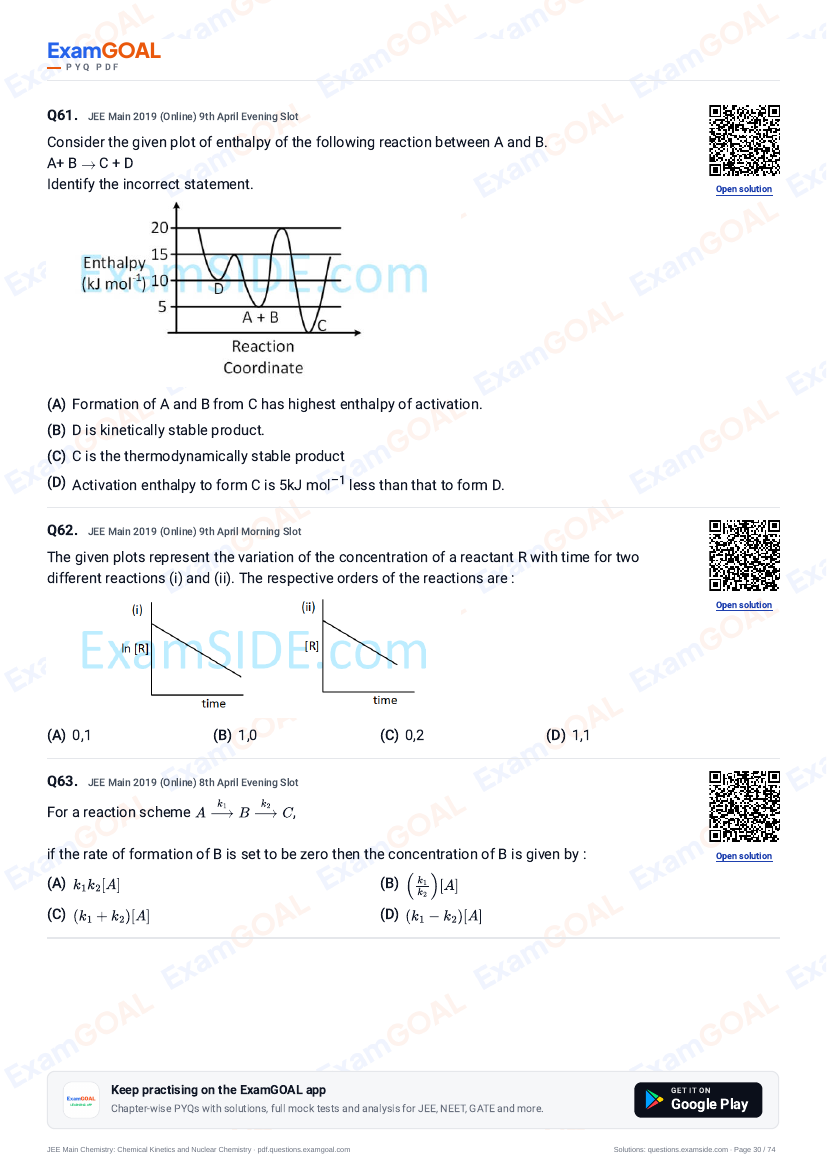 ExamGOAL
PYQ PDF
Q61. JEE Main 2019 (Online) 9th April Evening Slot
Consider the given plot of enthalpy of the following reaction between A and B.
A+ B → C + D
Identify the incorrect statement.
Open solution
20
15
Enthalpy
(kJ mol⁻¹)
10
5
D
A + B
C
Reaction
Coordinate
ExamSIDE.com
(A) Formation of A and B from C has highest enthalpy of activation.
(B) D is kinetically stable product.
(C) C is the thermodynamically stable product
(D) Activation enthalpy to form C is 5kJ mol⁻¹ less than that to form D.
Q62. JEE Main 2019 (Online) 9th April Morning Slot
The given plots represent the variation of the concentration of a reactant R with time for two
different reactions (i) and (ii). The respective orders of the reactions are :
Open solution
(i)
ln [R]
time
(ii)
[R]
time
ExamSIDE.com
(A) 0,1 (B) 1,0 (C) 0,2 (D) 1,1
Q63. JEE Main 2019 (Online) 8th April Evening Slot
For a reaction scheme A —k₁→ B —k₂→ C,
if the rate of formation of B is set to be zero then the concentration of B is given by :
Open solution
(A) k₁k₂[A] (B) (k₁/k₂)[A]
(C) (k₁ + k₂)[A] (D) (k₁ − k₂)[A]
Keep practising on the ExamGOAL app
Chapter-wise PYQs with solutions, full mock tests and analysis for JEE, NEET, GATE and more.
GET IT ON
Google Play
JEE Main Chemistry: Chemical Kinetics and Nuclear Chemistry · pdf.questions.examgoal.com
Solutions: questions.examside.com · Page 30 / 74